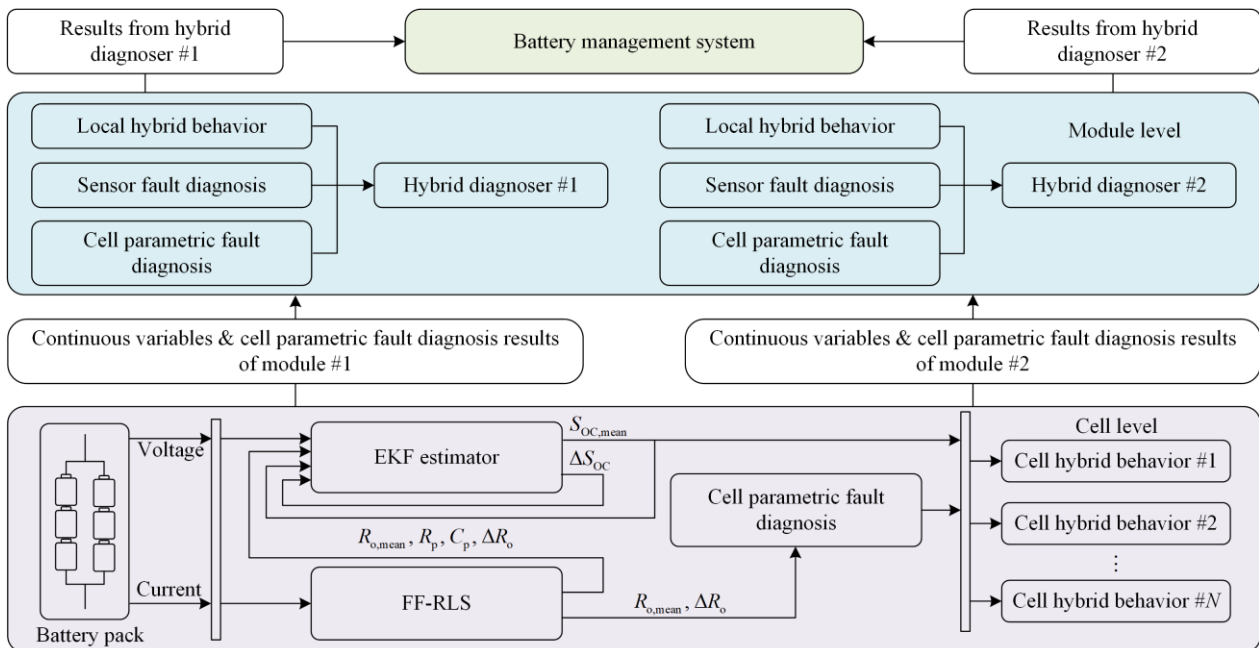 Results from hybrid
diagnoser #1
Battery management system
Results from hybrid
diagnoser #2
Local hybrid behavior
Sensor fault diagnosis
Cell parametric fault
diagnosis
Hybrid diagnoser #1
Local hybrid behavior
Sensor fault diagnosis
Cell parametric fault
diagnosis
Module level
Hybrid diagnoser #2
Continuous variables & cell parametric fault diagnosis results
of module #1
Continuous variables & cell parametric fault diagnosis results
of module #2
Voltage
Current
Battery pack
EKF estimator
S_OC,mean
ΔS_OC
R_o,mean, R_p, C_p, ΔR_o
FF-RLS
R_o,mean, ΔR_o
Cell parametric fault
diagnosis
Cell level
Cell hybrid behavior #1
Cell hybrid behavior #2
⋮
Cell hybrid behavior #N